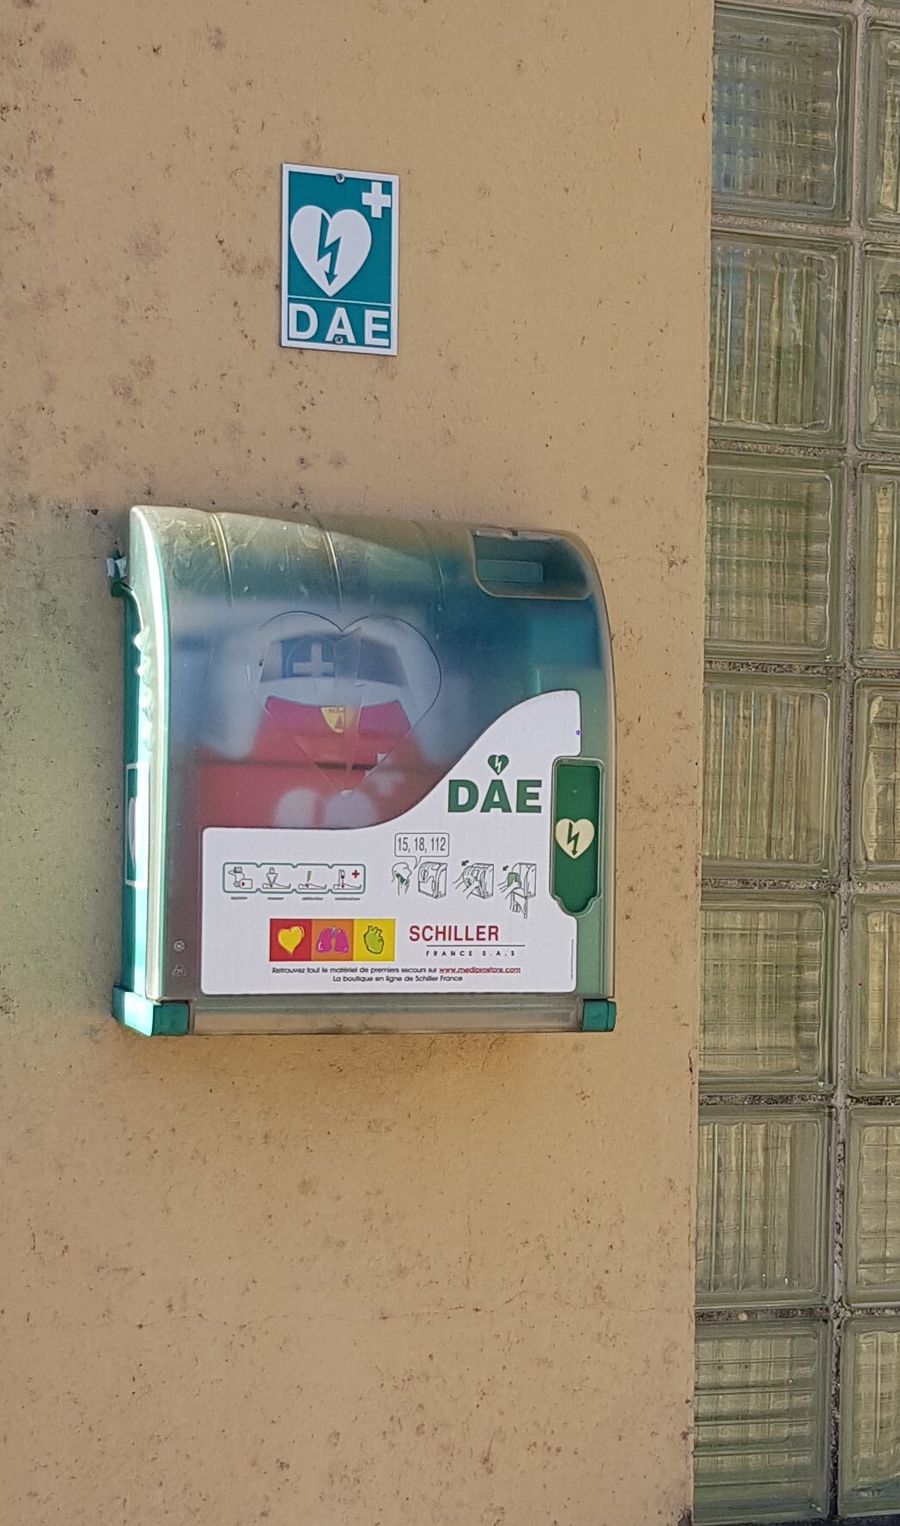 DAE
DAE
15, 18, 112
SCHILLER
FRANCE S.A.S
Retrouvez tout le matériel de premiers secours sur www.mediprostore.com
La boutique en ligne de Schiller France